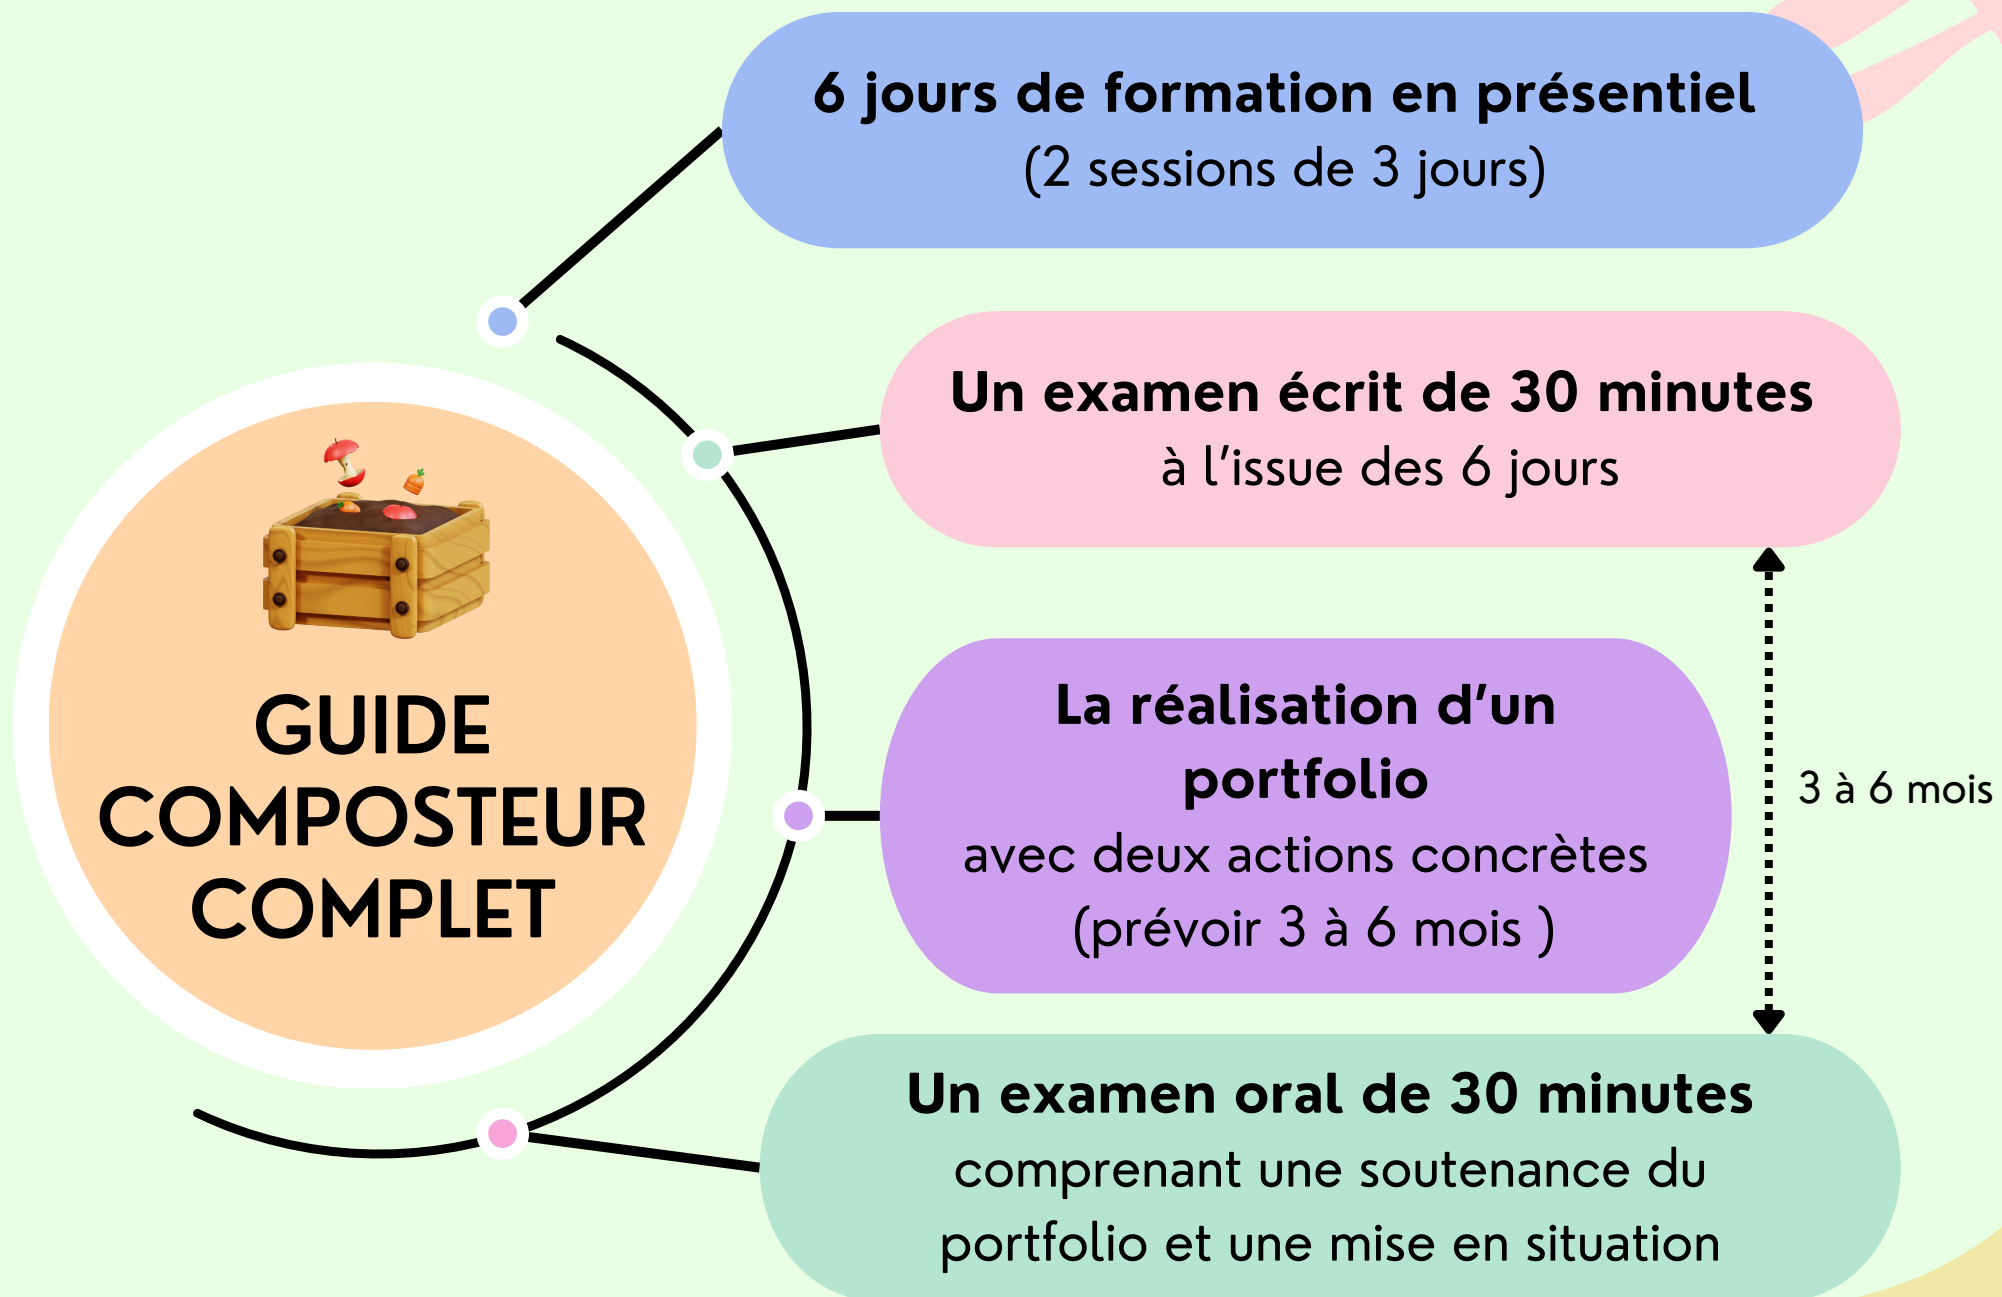 6 jours de formation en présentiel
(2 sessions de 3 jours)
Un examen écrit de 30 minutes
à l'issue des 6 jours
GUIDE
COMPOSTEUR
COMPLET
La réalisation d'un
portfolio
avec deux actions concrètes
(prévoir 3 à 6 mois )
3 à 6 mois
Un examen oral de 30 minutes
comprenant une soutenance du
portfolio et une mise en situation